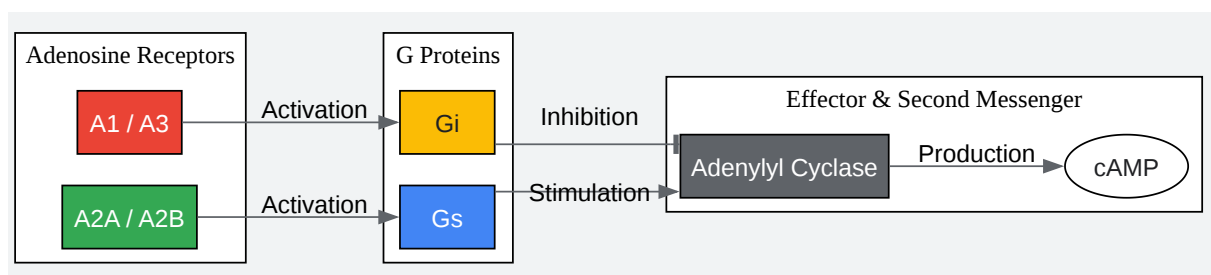 Adenosine Receptors
G Proteins
Effector & Second Messenger
A1 / A3
Activation
Gi
Inhibition
Adenylyl Cyclase
Production
cAMP
A2A / A2B
Activation
Gs
Stimulation